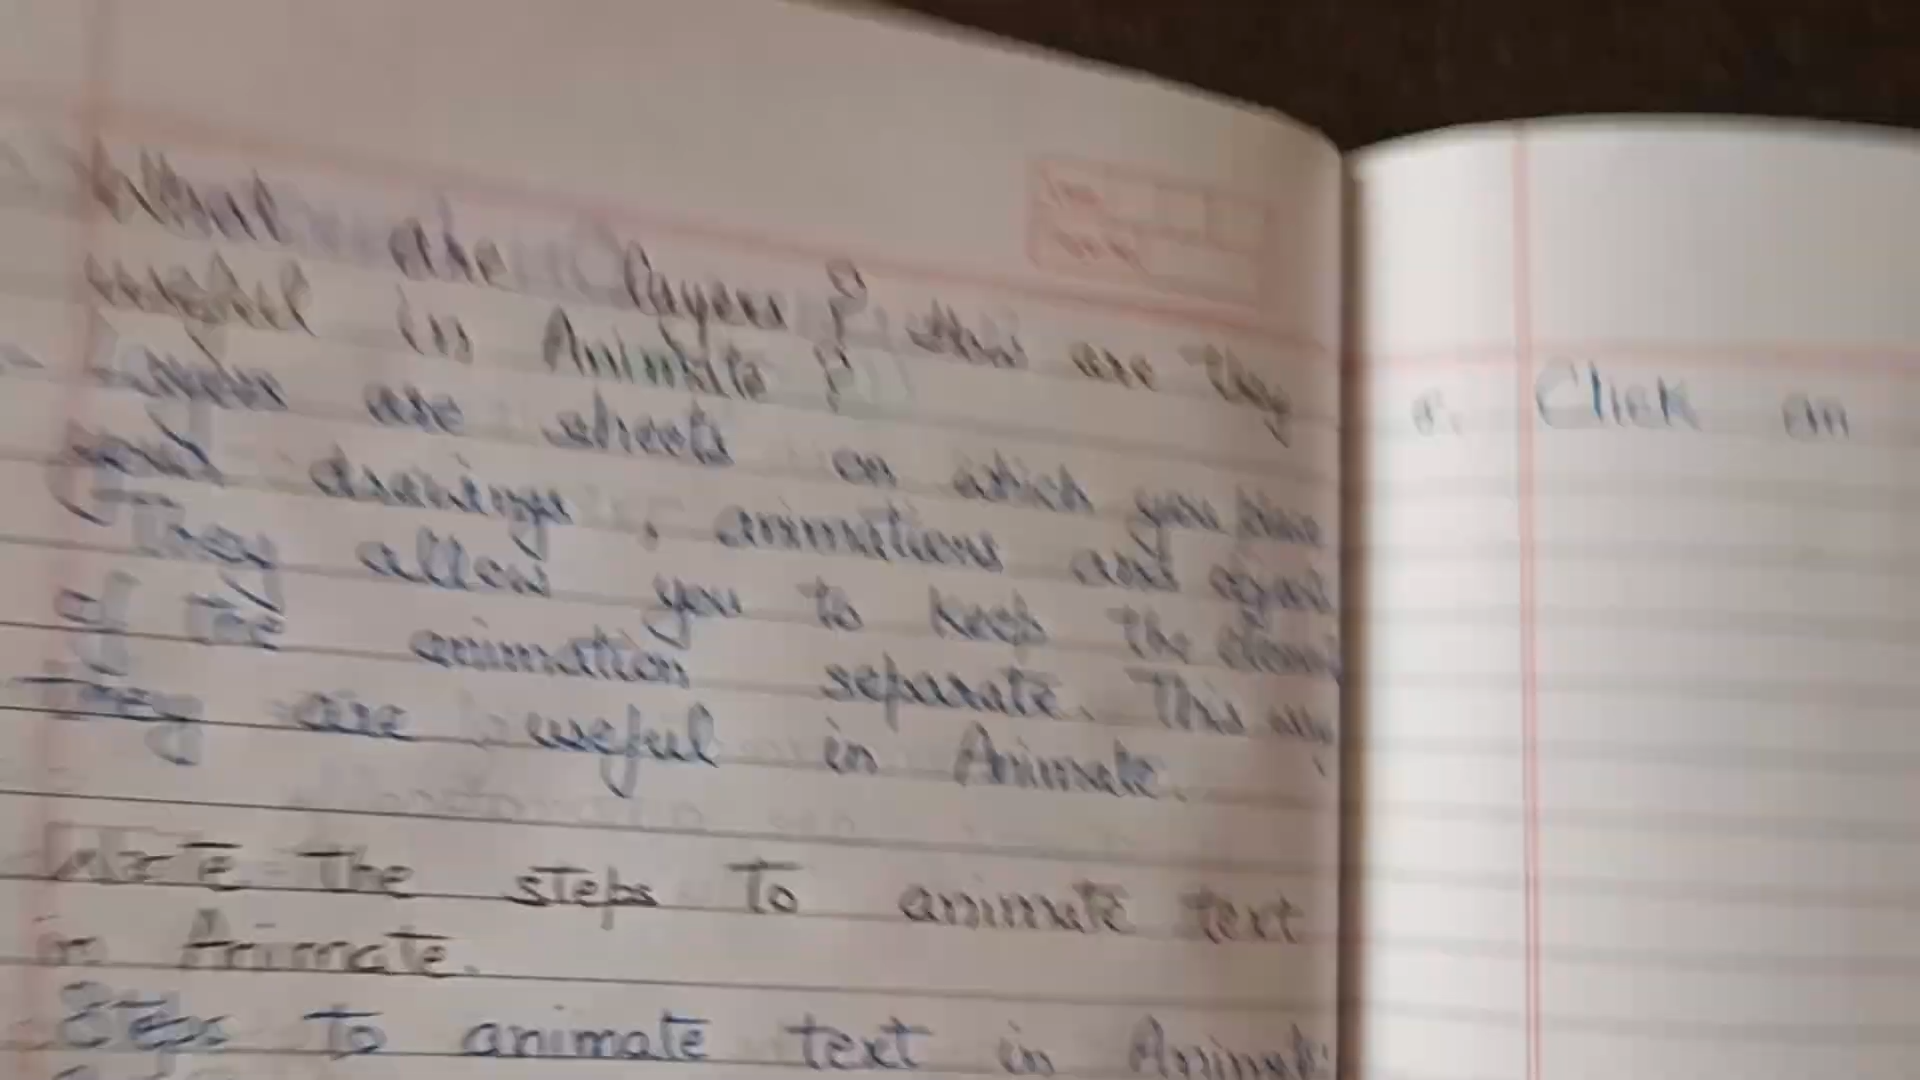 What are layers? How are they
useful in Animate?
Layers are sheets on which you
your drawings, animations and
They allow you to keep the
of the animation separate. This
they are useful in Animate.
Write the steps to animate text
in Animate.
Steps to animate text in
Click on